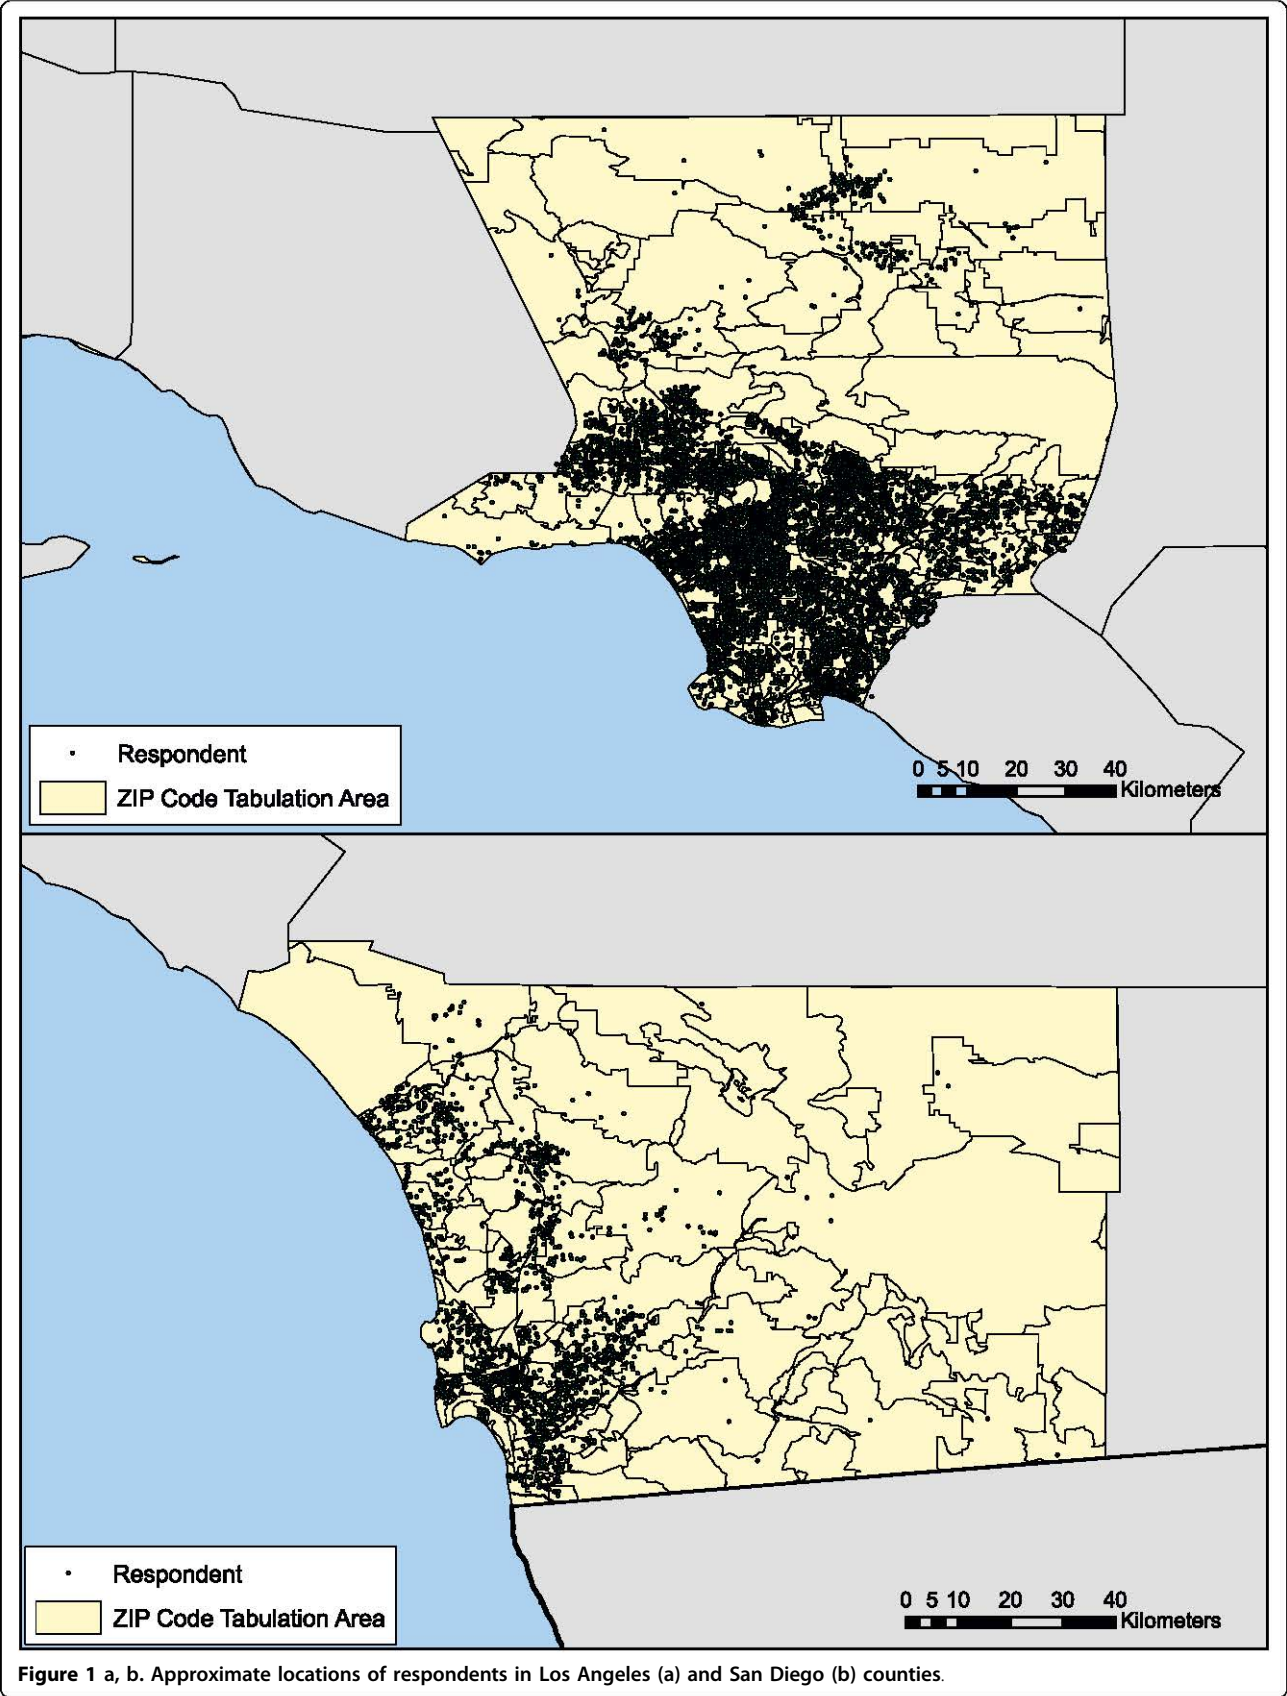 Respondent
ZIP Code Tabulation Area
0 5 10 20 30 40
Kilometers
Respondent
ZIP Code Tabulation Area
0 5 10 20 30 40
Kilometers
Figure 1 a, b. Approximate locations of respondents in Los Angeles (a) and San Diego (b) counties.